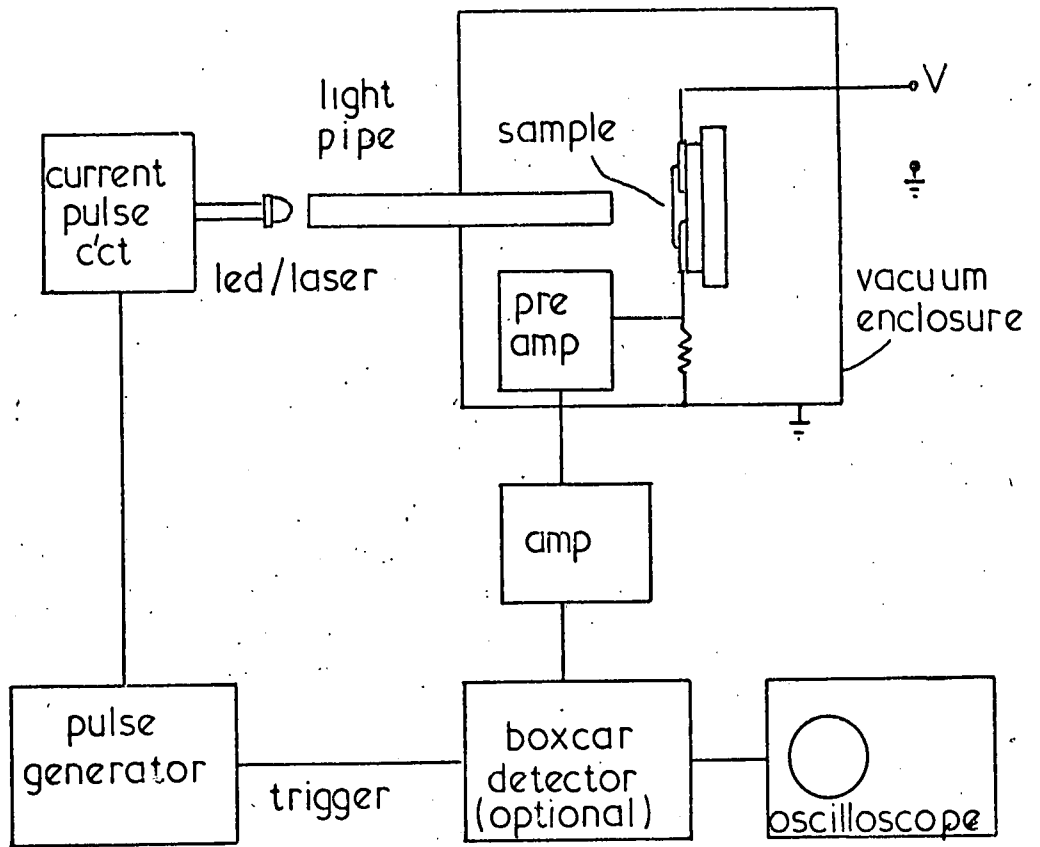 light
pipe
sample
V
current
pulse
c'ct
led/laser
pre
amp
vacuum
enclosure
amp
pulse
generator
trigger
boxcar
detector
(optional)
oscilloscope